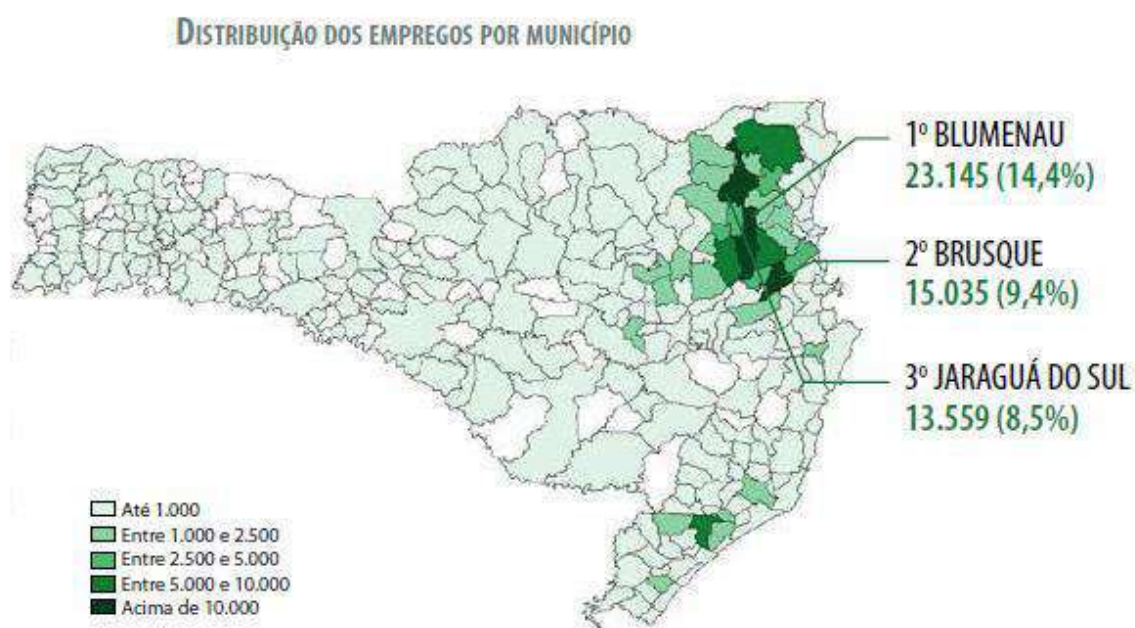 DISTRIBUIÇÃO DOS EMPREGOS POR MUNICÍPIO
1º BLUMENAU
23.145 (14,4%)
2º BRUSQUE
15.035 (9,4%)
3º JARAGUÁ DO SUL
13.559 (8,5%)
Até 1.000
Entre 1.000 e 2.500
Entre 2.500 e 5.000
Entre 5.000 e 10.000
Acima de 10.000